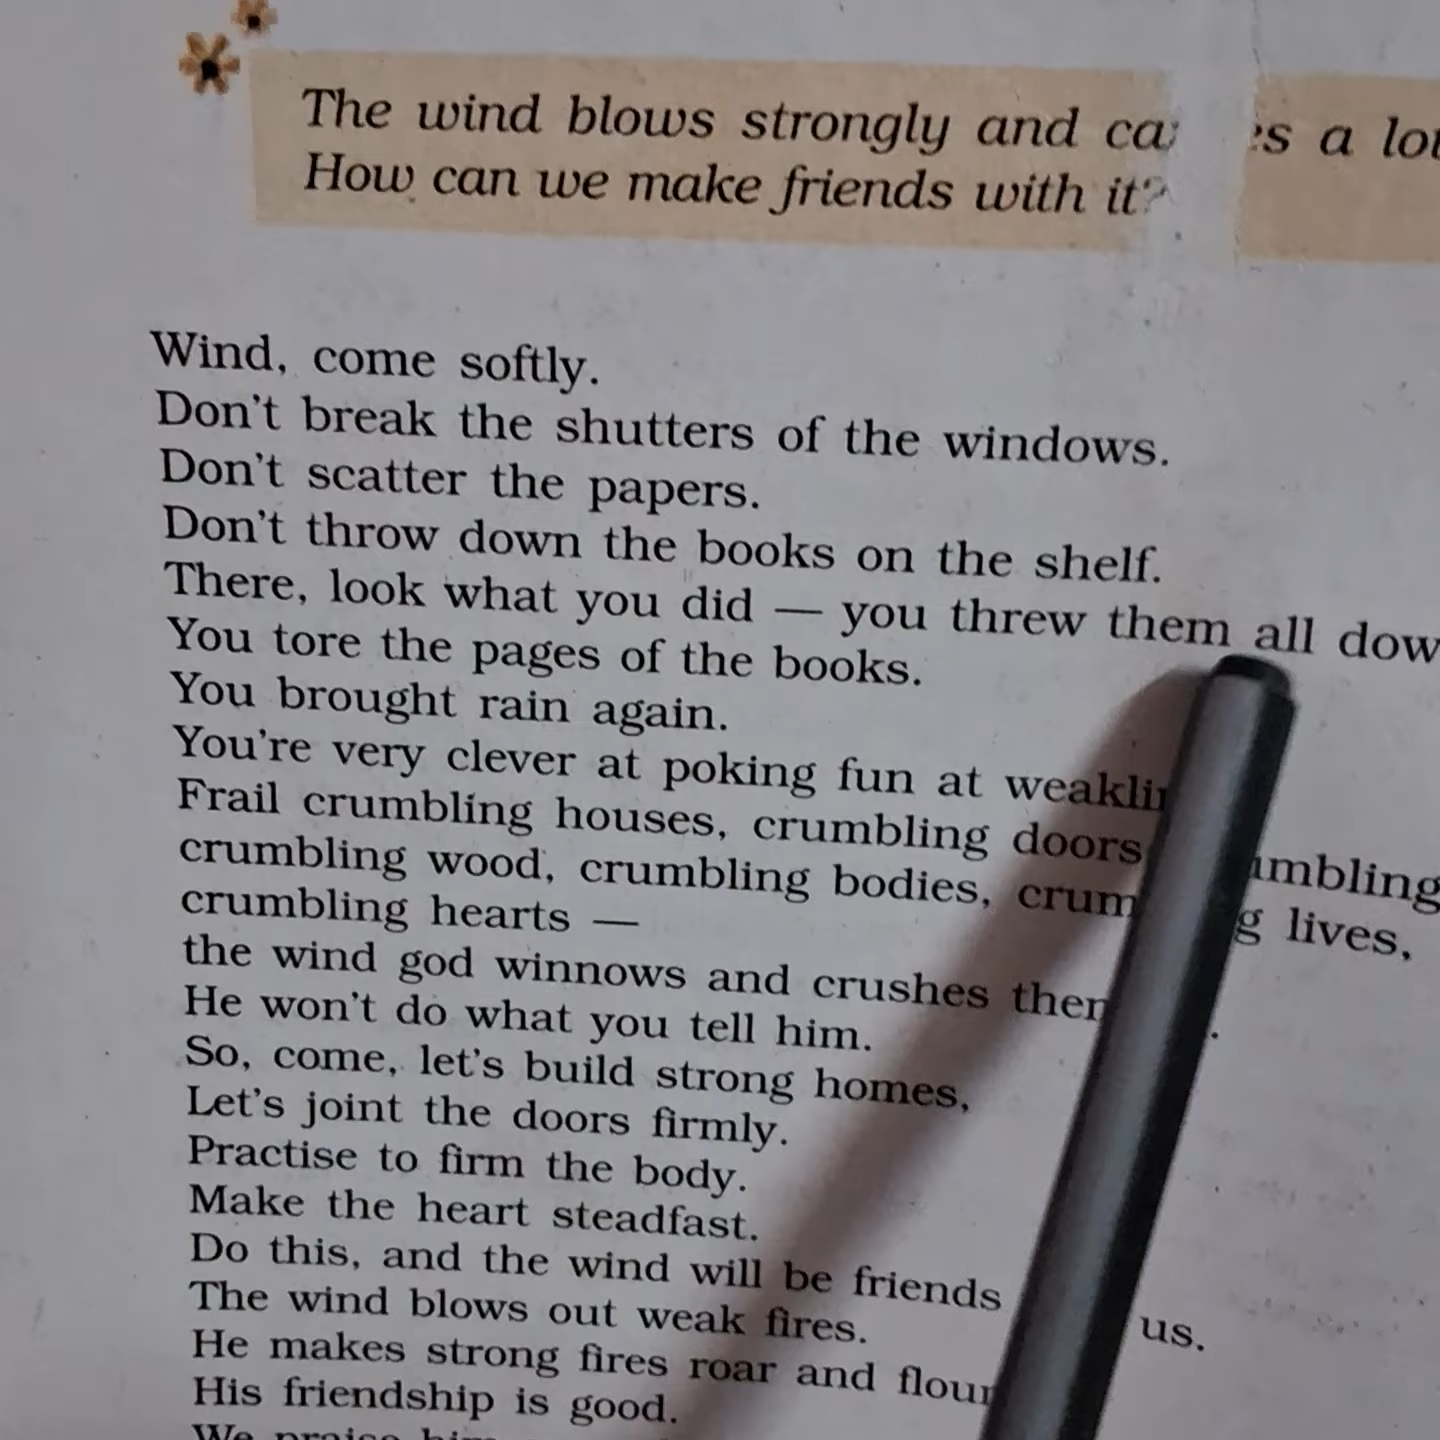 The wind blows strongly and a lot
How can we make friends with it?
Wind, come softly.
Don't break the shutters of the windows.
Don't scatter the papers.
Don't throw down the books on the shelf.
There, look what you did — you threw them all
You tore the pages of the books.
You brought rain again.
You're very clever at poking fun at
Frail crumbling houses, crumbling doors
crumbling wood, crumbling bodies, lives,
crumbling hearts —
the wind god winnows and crushes
He won't do what you tell him.
So, come, let's build strong homes,
Let's joint the doors firmly.
Practise to firm the body.
Make the heart steadfast.
Do this, and the wind will be friends us.
The wind blows out weak fires.
He makes strong fires roar and
His friendship is good.